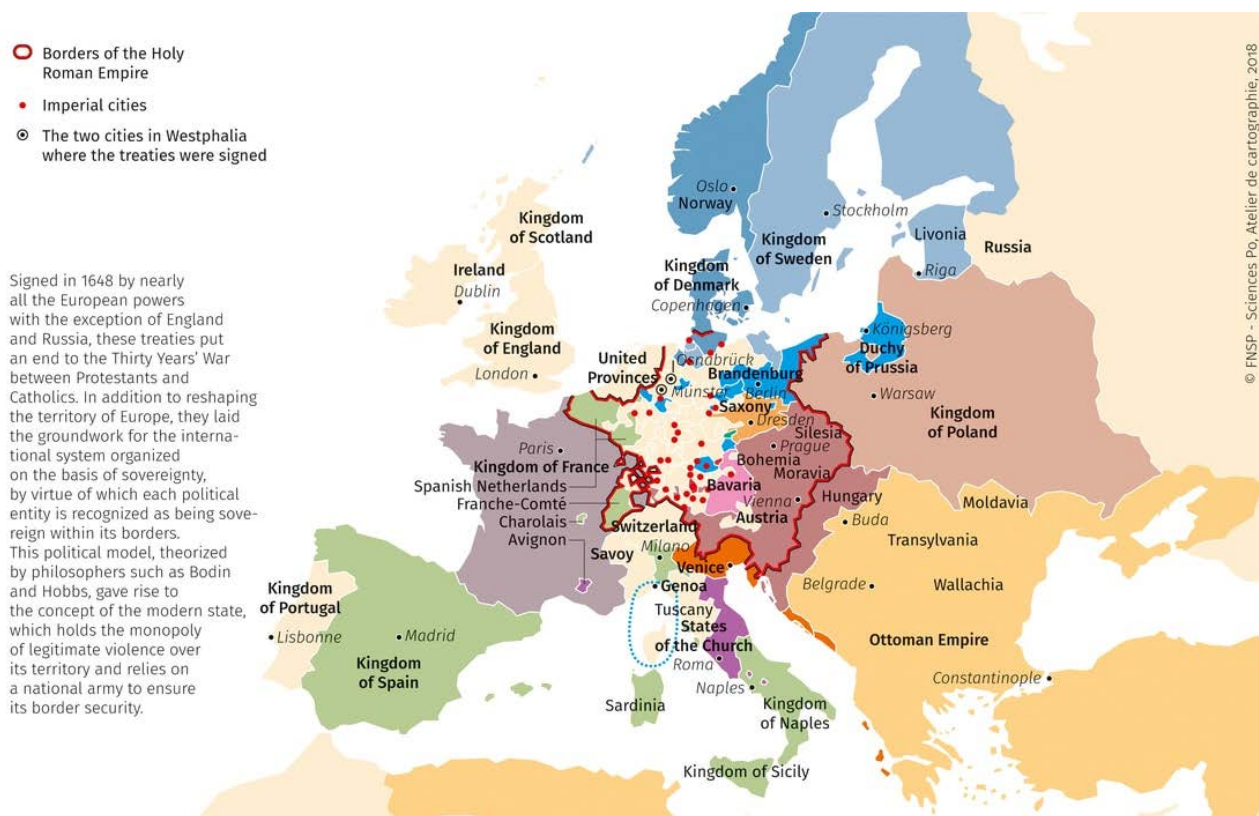 Borders of the Holy
Roman Empire
Imperial cities
The two cities in Westphalia
where the treaties were signed
Signed in 1648 by nearly
all the European powers
with the exception of England
and Russia, these treaties put
an end to the Thirty Years’ War
between Protestants and
Catholics. In addition to reshaping
the territory of Europe, they laid
the groundwork for the interna-
tional system organized
on the basis of sovereignty,
by virtue of which each political
entity is recognized as being sove-
reign within its borders.
This political model, theorized
by philosophers such as Bodin
and Hobbs, gave rise to
the concept of the modern state,
which holds the monopoly
of legitimate violence over
its territory and relies on
a national army to ensure
its border security.
© FNSP - Sciences Po, Atelier de cartographie, 2018
Oslo
Norway
Stockholm
Kingdom
of Scotland
Kingdom
of Sweden
Livonia
Russia
Riga
Ireland
Dublin
Kingdom
of Denmark
Copenhagen
Kingdom
of England
London
Königsberg
Duchy
of Prussia
United
Provinces
Osnabrück
Münster
Brandenburg
Berlin
Warsaw
Kingdom
of Poland
Saxony
Dresden
Silesia
Prague
Bohemia
Moravia
Paris
Kingdom of France
Spanish Netherlands
Franche-Comté
Charolais
Avignon
Bavaria
Vienna
Austria
Hungary
Moldavia
Buda
Transylvania
Switzerland
Savoy
Milano
Venice
Genoa
Belgrade
Wallachia
Kingdom
of Portugal
Lisbonne
Madrid
Kingdom
of Spain
Tuscany
States
of the Church
Roma
Naples
Ottoman Empire
Constantinople
Sardinia
Kingdom
of Naples
Kingdom of Sicily